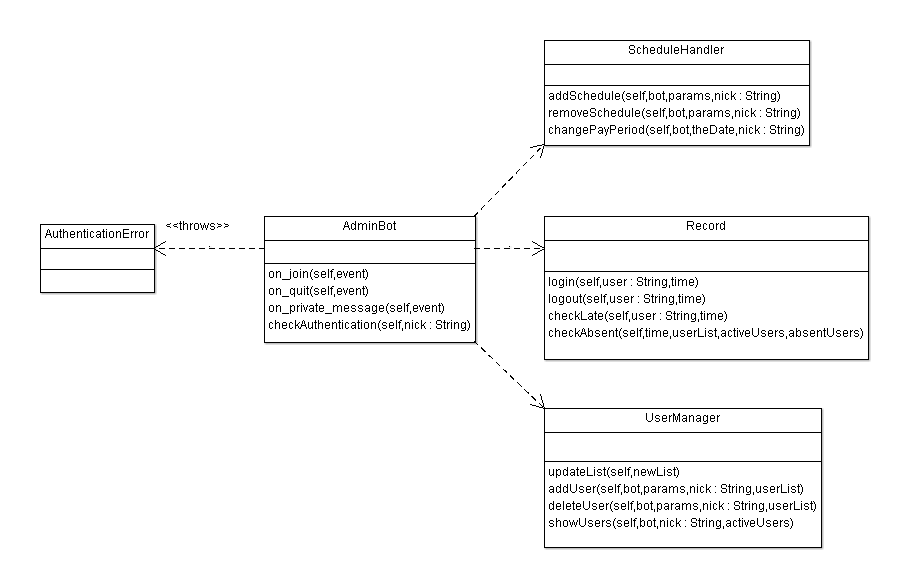 ScheduleHandler
addSchedule(self,bot,params,nick : String)
removeSchedule(self,bot,params,nick : String)
changePayPeriod(self,bot,theDate,nick : String)
AuthenticationError
<<throws>>
AdminBot
on_join(self,event)
on_quit(self,event)
on_private_message(self,event)
checkAuthentication(self,nick : String)
Record
login(self,user : String,time)
logout(self,user : String,time)
checkLate(self,user : String,time)
checkAbsent(self,time,userList,activeUsers,absentUsers)
UserManager
updateList(self,newList)
addUser(self,bot,params,nick : String,userList)
deleteUser(self,bot,params,nick : String,userList)
showUsers(self,bot,nick : String,activeUsers)